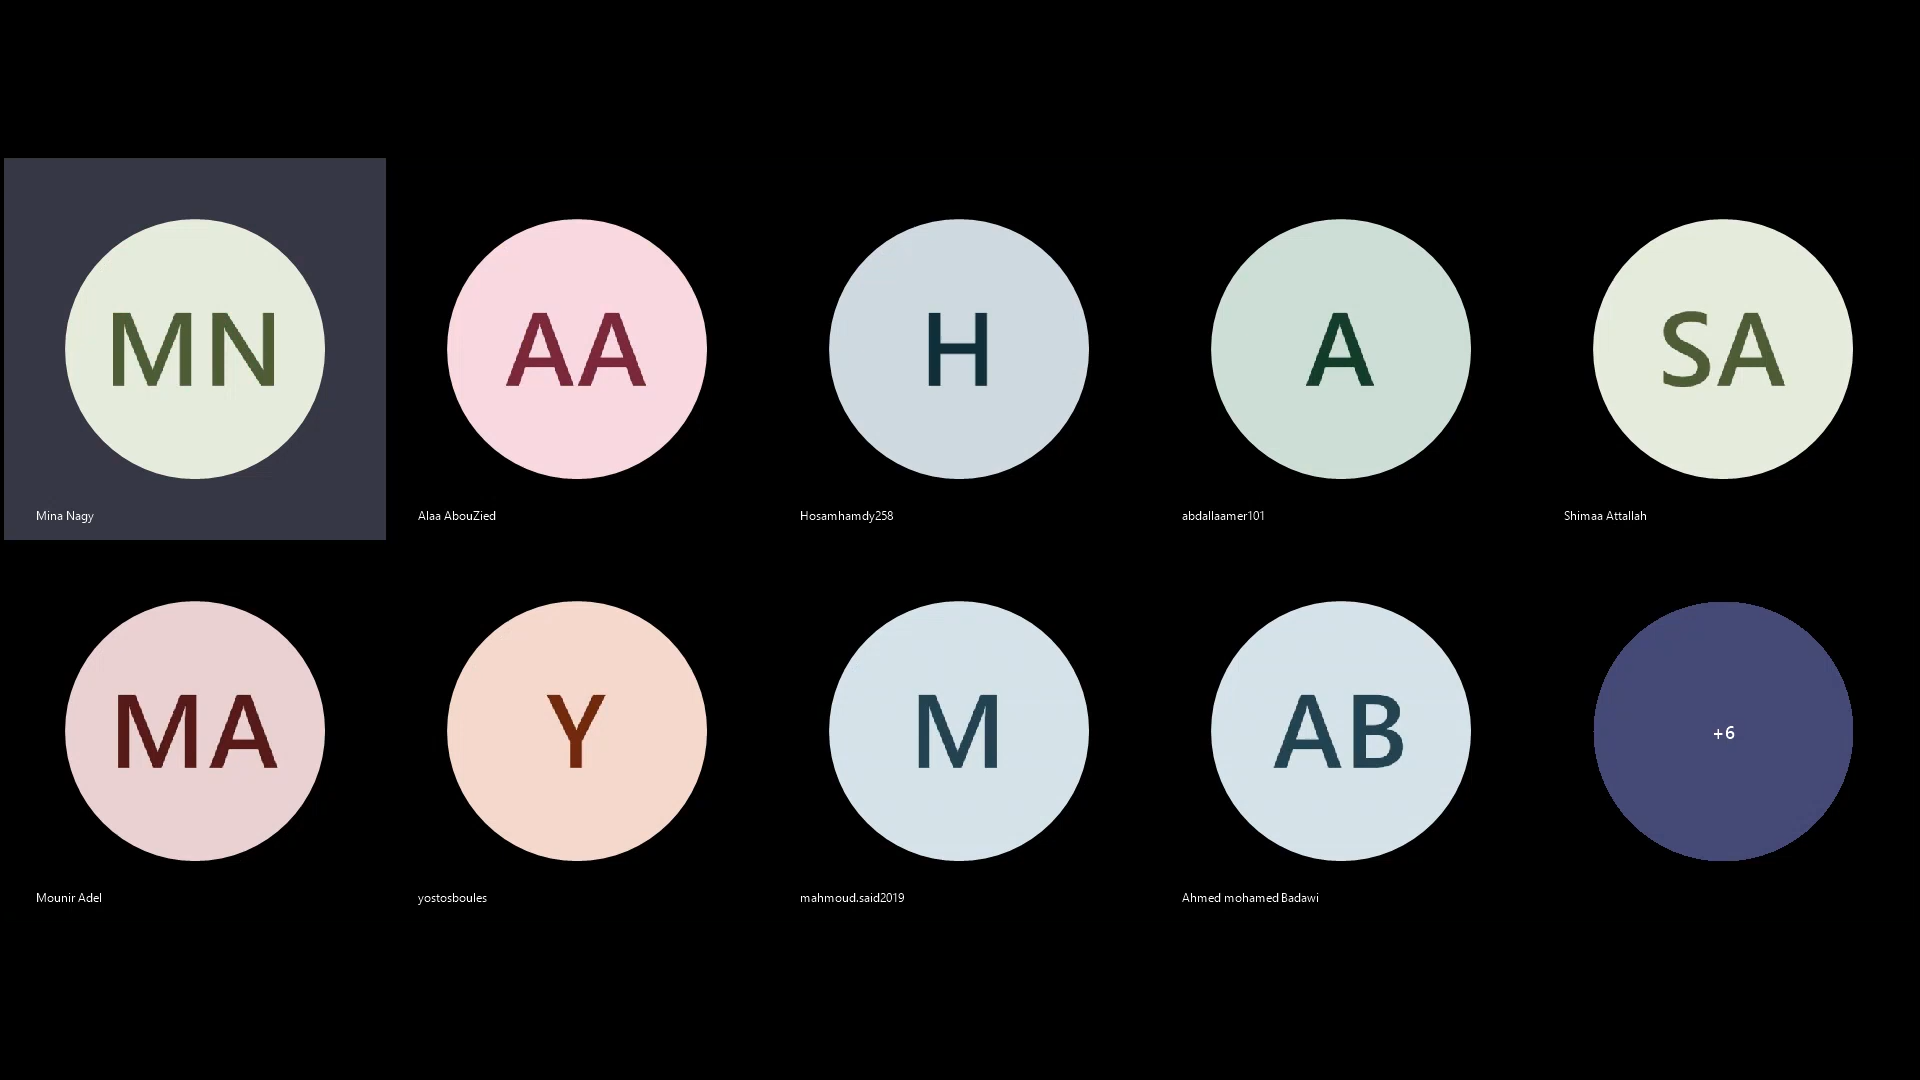 MN
AA
H
A
SA
Mina Nagy
Alaa AbouZied
Hosamhamdy258
abdallaamer101
Shimaa Attallah
MA
Y
M
AB
+6
Mounir Adel
yostosboules
mahmoud.said2019
Ahmed mohamed Badawi